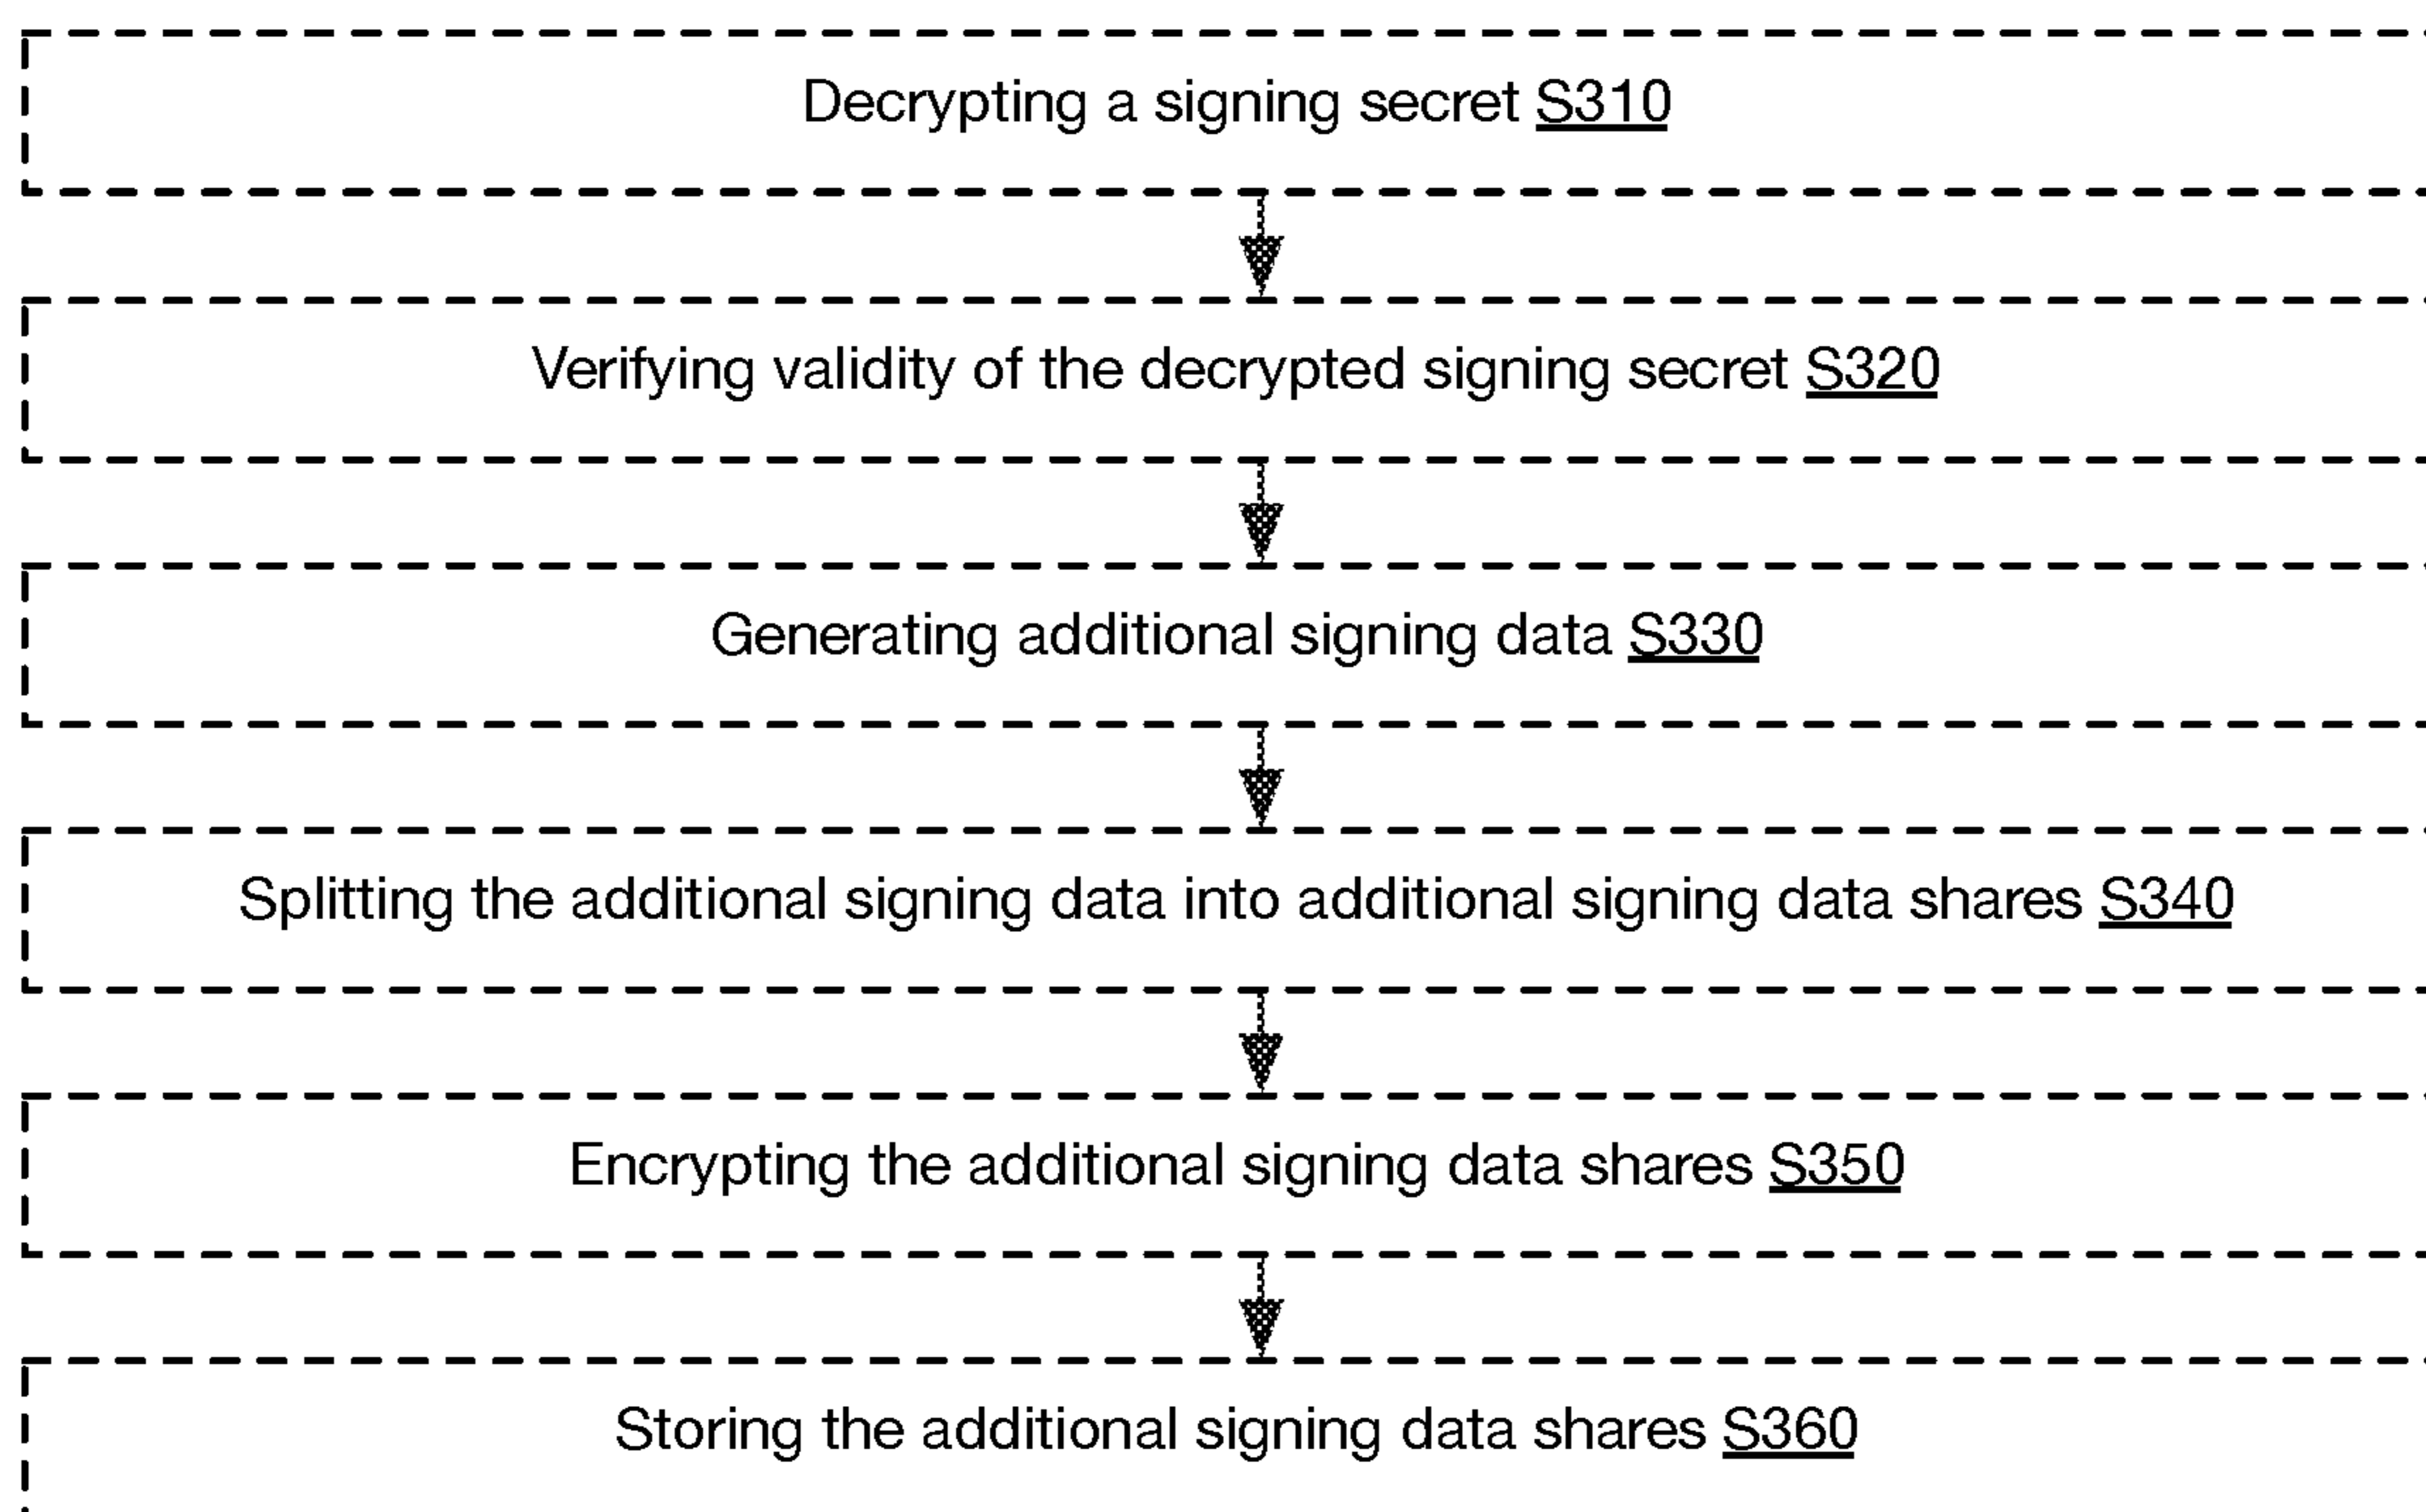 Decrypting a signing secret S310
Verifying validity of the decrypted signing secret S320
Generating additional signing data S330
Splitting the additional signing data into additional signing data shares S340
Encrypting the additional signing data shares S350
Storing the additional signing data shares S360